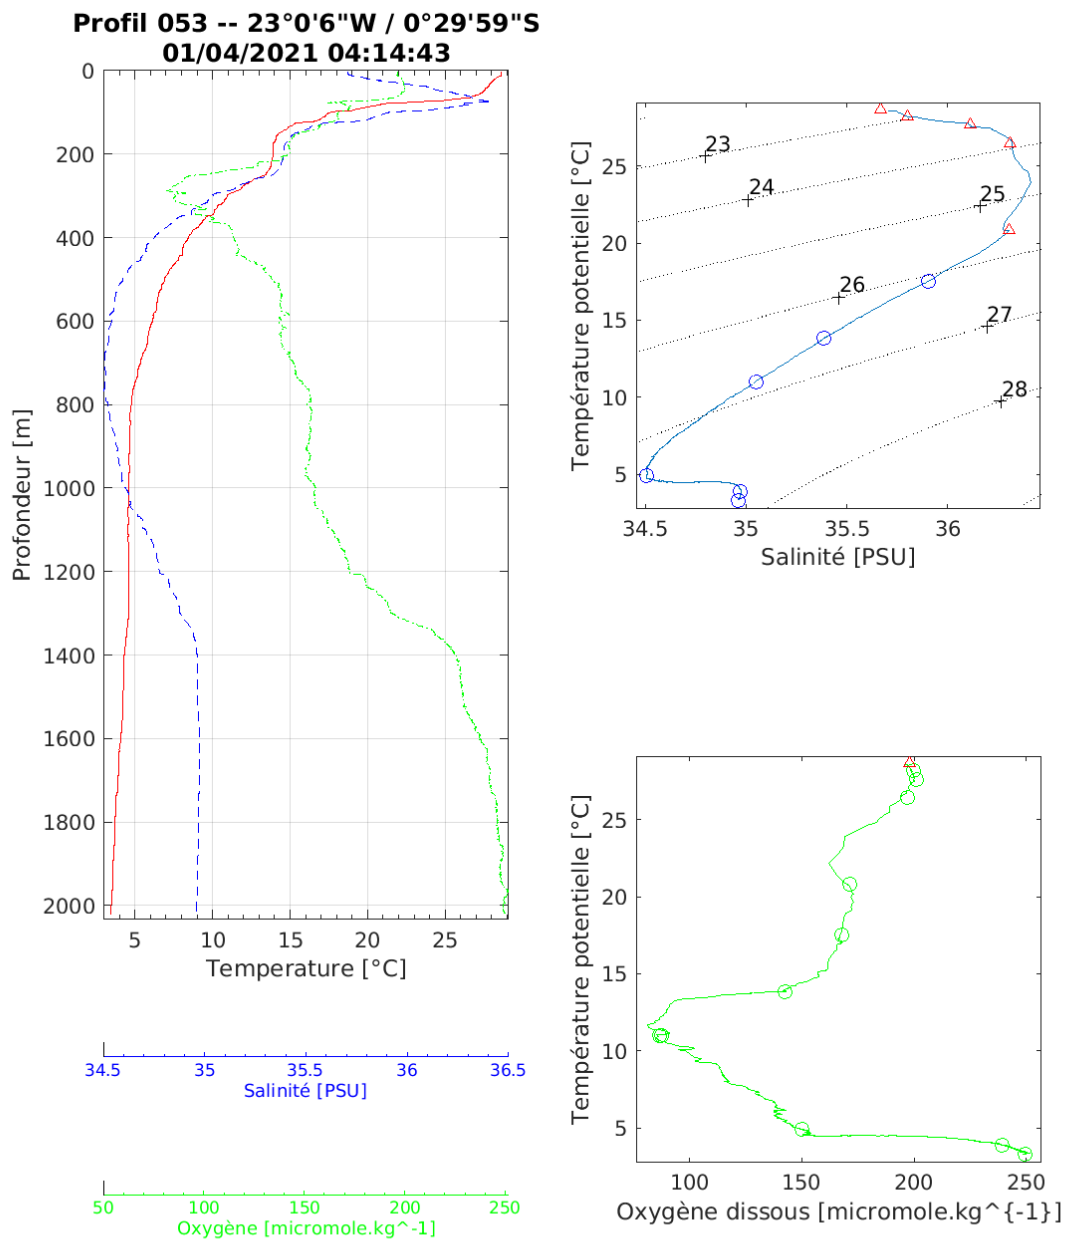 Profil 053 -- 23°0'6"W / 0°29'59"S
01/04/2021 04:14:43
0
200
400
600
800
1000
1200
1400
1600
1800
2000
Profondeur [m]
5 10 15 20 25
Temperature [°C]
34.5 35 35.5 36 36.5
Salinité [PSU]
50 100 150 200 250
Oxygène [micromole.kg^-1]
23
24
25
26
27
28
25
20
15
10
5
Température potentielle [°C]
34.5 35 35.5 36
Salinité [PSU]
25
20
15
10
5
Température potentielle [°C]
100 150 200 250
Oxygène dissous [micromole.kg^{-1}]